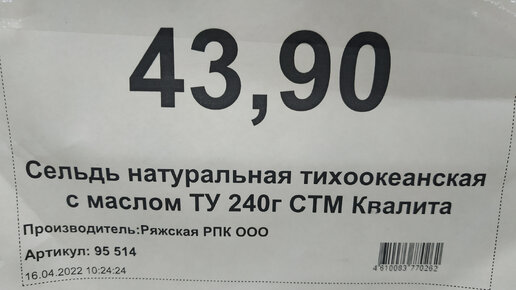 43,90
Сельдь натуральная тихоокеанская
с маслом ТУ 240г СТМ Квалита
Производитель:Ряжская РПК ООО
Артикул: 95 514
16.04.2022 10:24:24
4 610083 770262